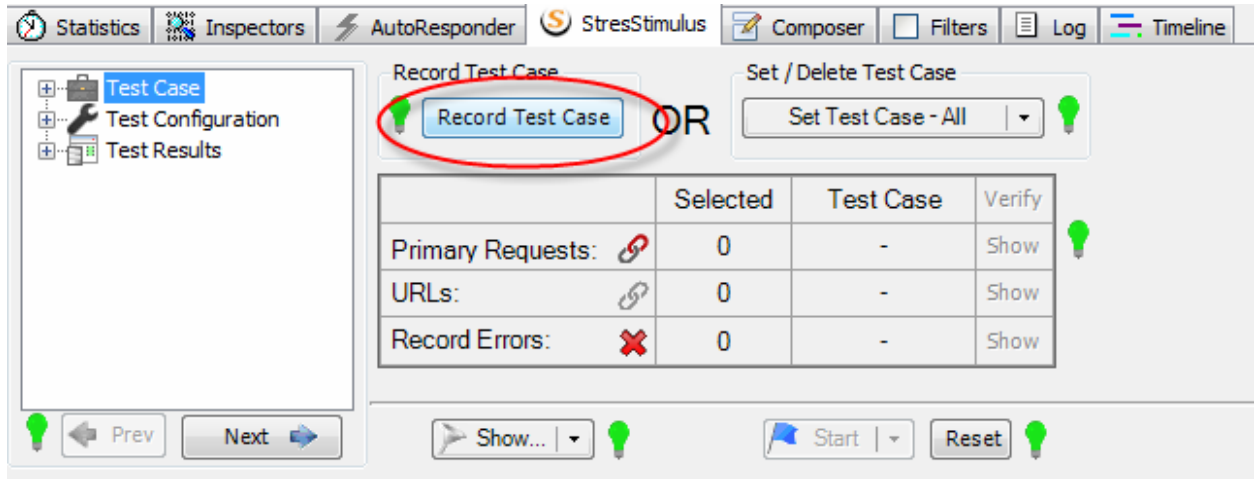 Statistics Inspectors AutoResponder StresStimulus Composer Filters Log Timeline
Test Case
Test Configuration
Test Results
Record Test Case Set / Delete Test Case
Record Test Case OR Set Test Case - All
Selected Test Case Verify
Primary Requests: 0 - Show
URLs: 0 - Show
Record Errors: 0 - Show
Prev Next Show... Start Reset